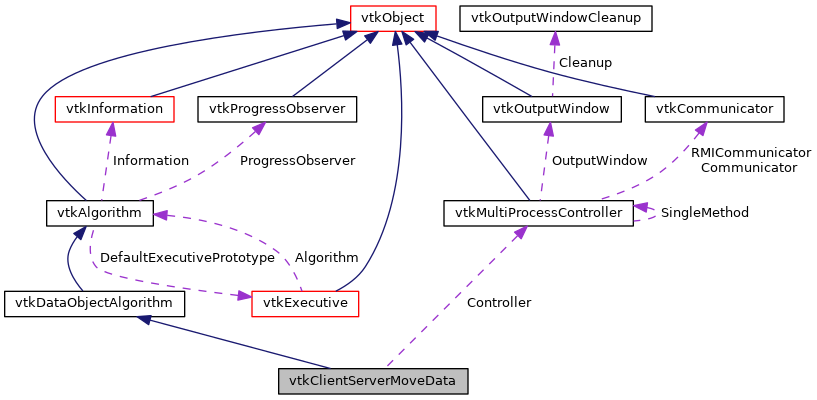 vtkObject
vtkOutputWindowCleanup
Cleanup
vtkInformation
vtkProgressObserver
vtkOutputWindow
vtkCommunicator
Information
ProgressObserver
OutputWindow
RMICommunicator
Communicator
vtkAlgorithm
vtkMultiProcessController
SingleMethod
DefaultExecutivePrototype
Algorithm
vtkDataObjectAlgorithm
vtkExecutive
Controller
vtkClientServerMoveData